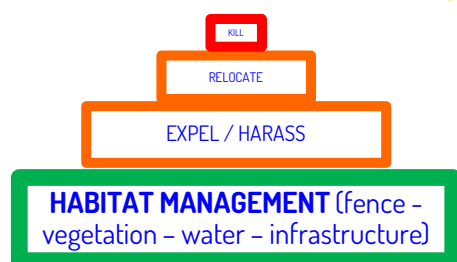 KILL
RELOCATE
EXPEL / HARASS
HABITAT MANAGEMENT (fence -
vegetation – water – infrastructure)